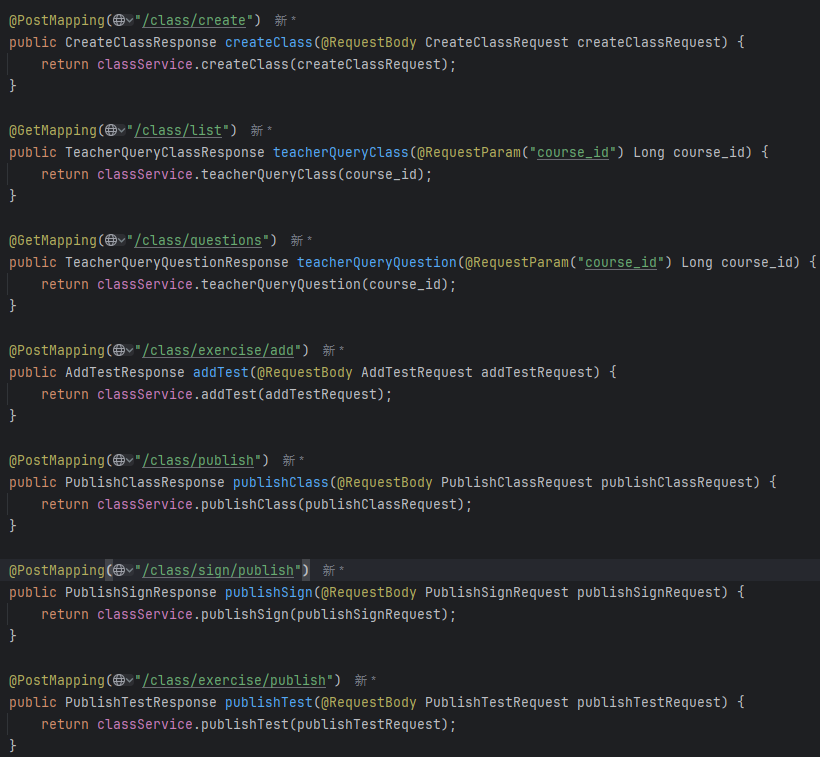 @PostMapping("/class/create") 新 *
public CreateClassResponse createClass(@RequestBody CreateClassRequest createClassRequest) {
    return classService.createClass(createClassRequest);
}
@GetMapping("/class/list") 新 *
public TeacherQueryClassResponse teacherQueryClass(@RequestParam("course_id") Long course_id) {
    return classService.teacherQueryClass(course_id);
}
@GetMapping("/class/questions") 新 *
public TeacherQueryQuestionResponse teacherQueryQuestion(@RequestParam("course_id") Long course_id) {
    return classService.teacherQueryQuestion(course_id);
}
@PostMapping("/class/exercise/add") 新 *
public AddTestResponse addTest(@RequestBody AddTestRequest addTestRequest) {
    return classService.addTest(addTestRequest);
}
@PostMapping("/class/publish") 新 *
public PublishClassResponse publishClass(@RequestBody PublishClassRequest publishClassRequest) {
    return classService.publishClass(publishClassRequest);
}
@PostMapping("/class/sign/publish") 新 *
public PublishSignResponse publishSign(@RequestBody PublishSignRequest publishSignRequest) {
    return classService.publishSign(publishSignRequest);
}
@PostMapping("/class/exercise/publish") 新 *
public PublishTestResponse publishTest(@RequestBody PublishTestRequest publishTestRequest) {
    return classService.publishTest(publishTestRequest);
}